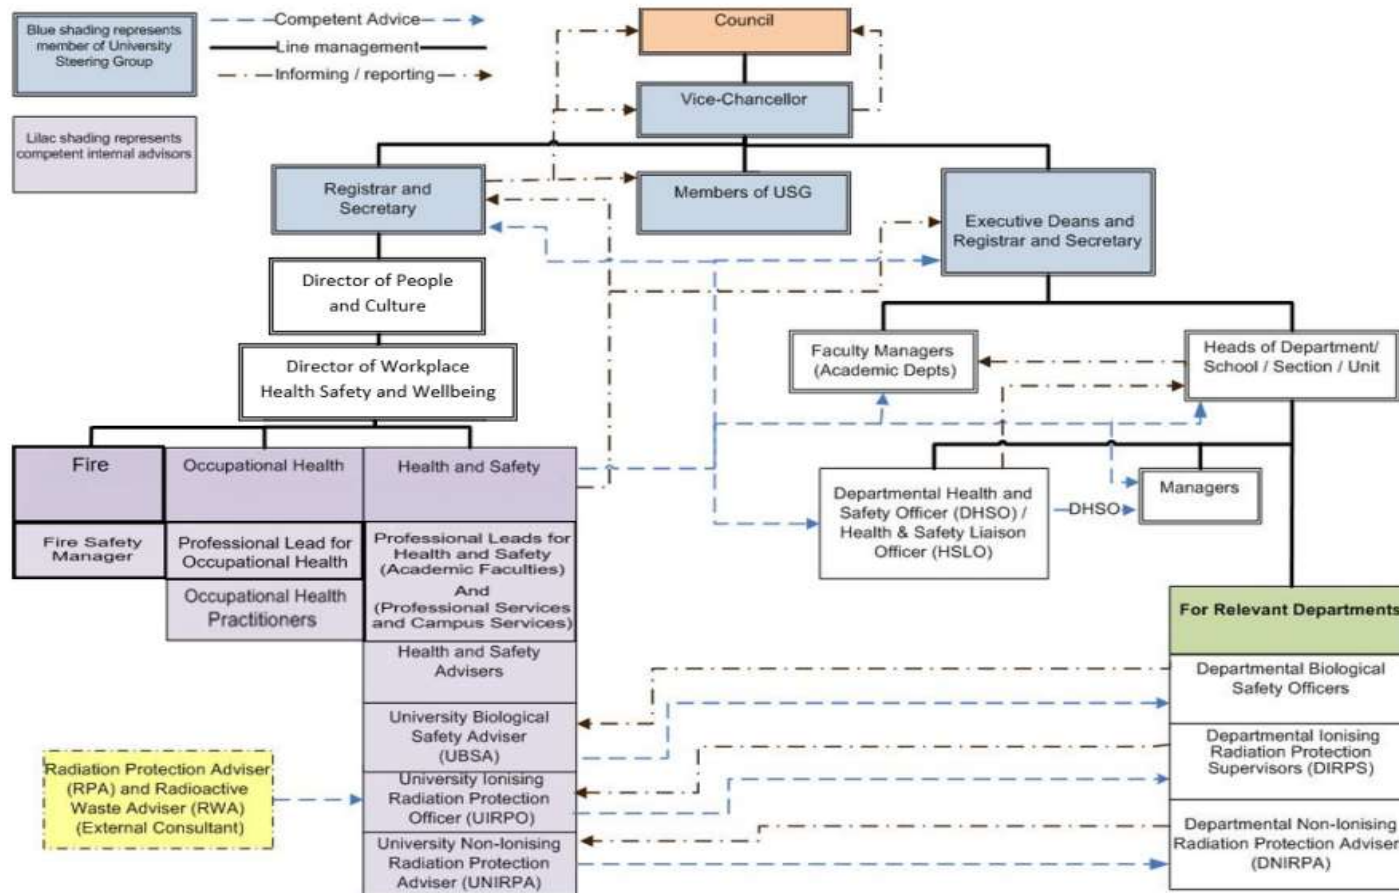 Blue shading represents
member of University
Steering Group
Competent Advice
Line management
Informing / reporting
Lilac shading represents
competent internal advisors
Council
Vice-Chancellor
Registrar and
Secretary
Members of USG
Executive Deans and
Registrar and Secretary
Director of People
and Culture
Director of Workplace
Health Safety and Wellbeing
Faculty Managers
(Academic Depts)
Heads of Department/
School / Section / Unit
Fire
Occupational Health
Health and Safety
Fire Safety
Manager
Professional Lead for
Occupational Health
Occupational Health
Practitioners
Professional Leads for
Health and Safety
(Academic Faculties)
And
(Professional Services
and Campus Services)
Health and Safety
Advisers
University Biological
Safety Adviser
(UBSA)
University Ionising
Radiation Protection
Officer (UIRPO)
University Non-Ionising
Radiation Protection
Adviser (UNIRPA)
Departmental Health and
Safety Officer (DHSO) /
Health & Safety Liaison
Officer (HSLO)
DHSO
Managers
For Relevant Departments
Departmental Biological
Safety Officers
Departmental Ionising
Radiation Protection
Supervisors (DIRPS)
Departmental Non-Ionising
Radiation Protection Adviser
(DNIRPA)
Radiation Protection Adviser
(RPA) and Radioactive
Waste Adviser (RWA)
(External Consultant)